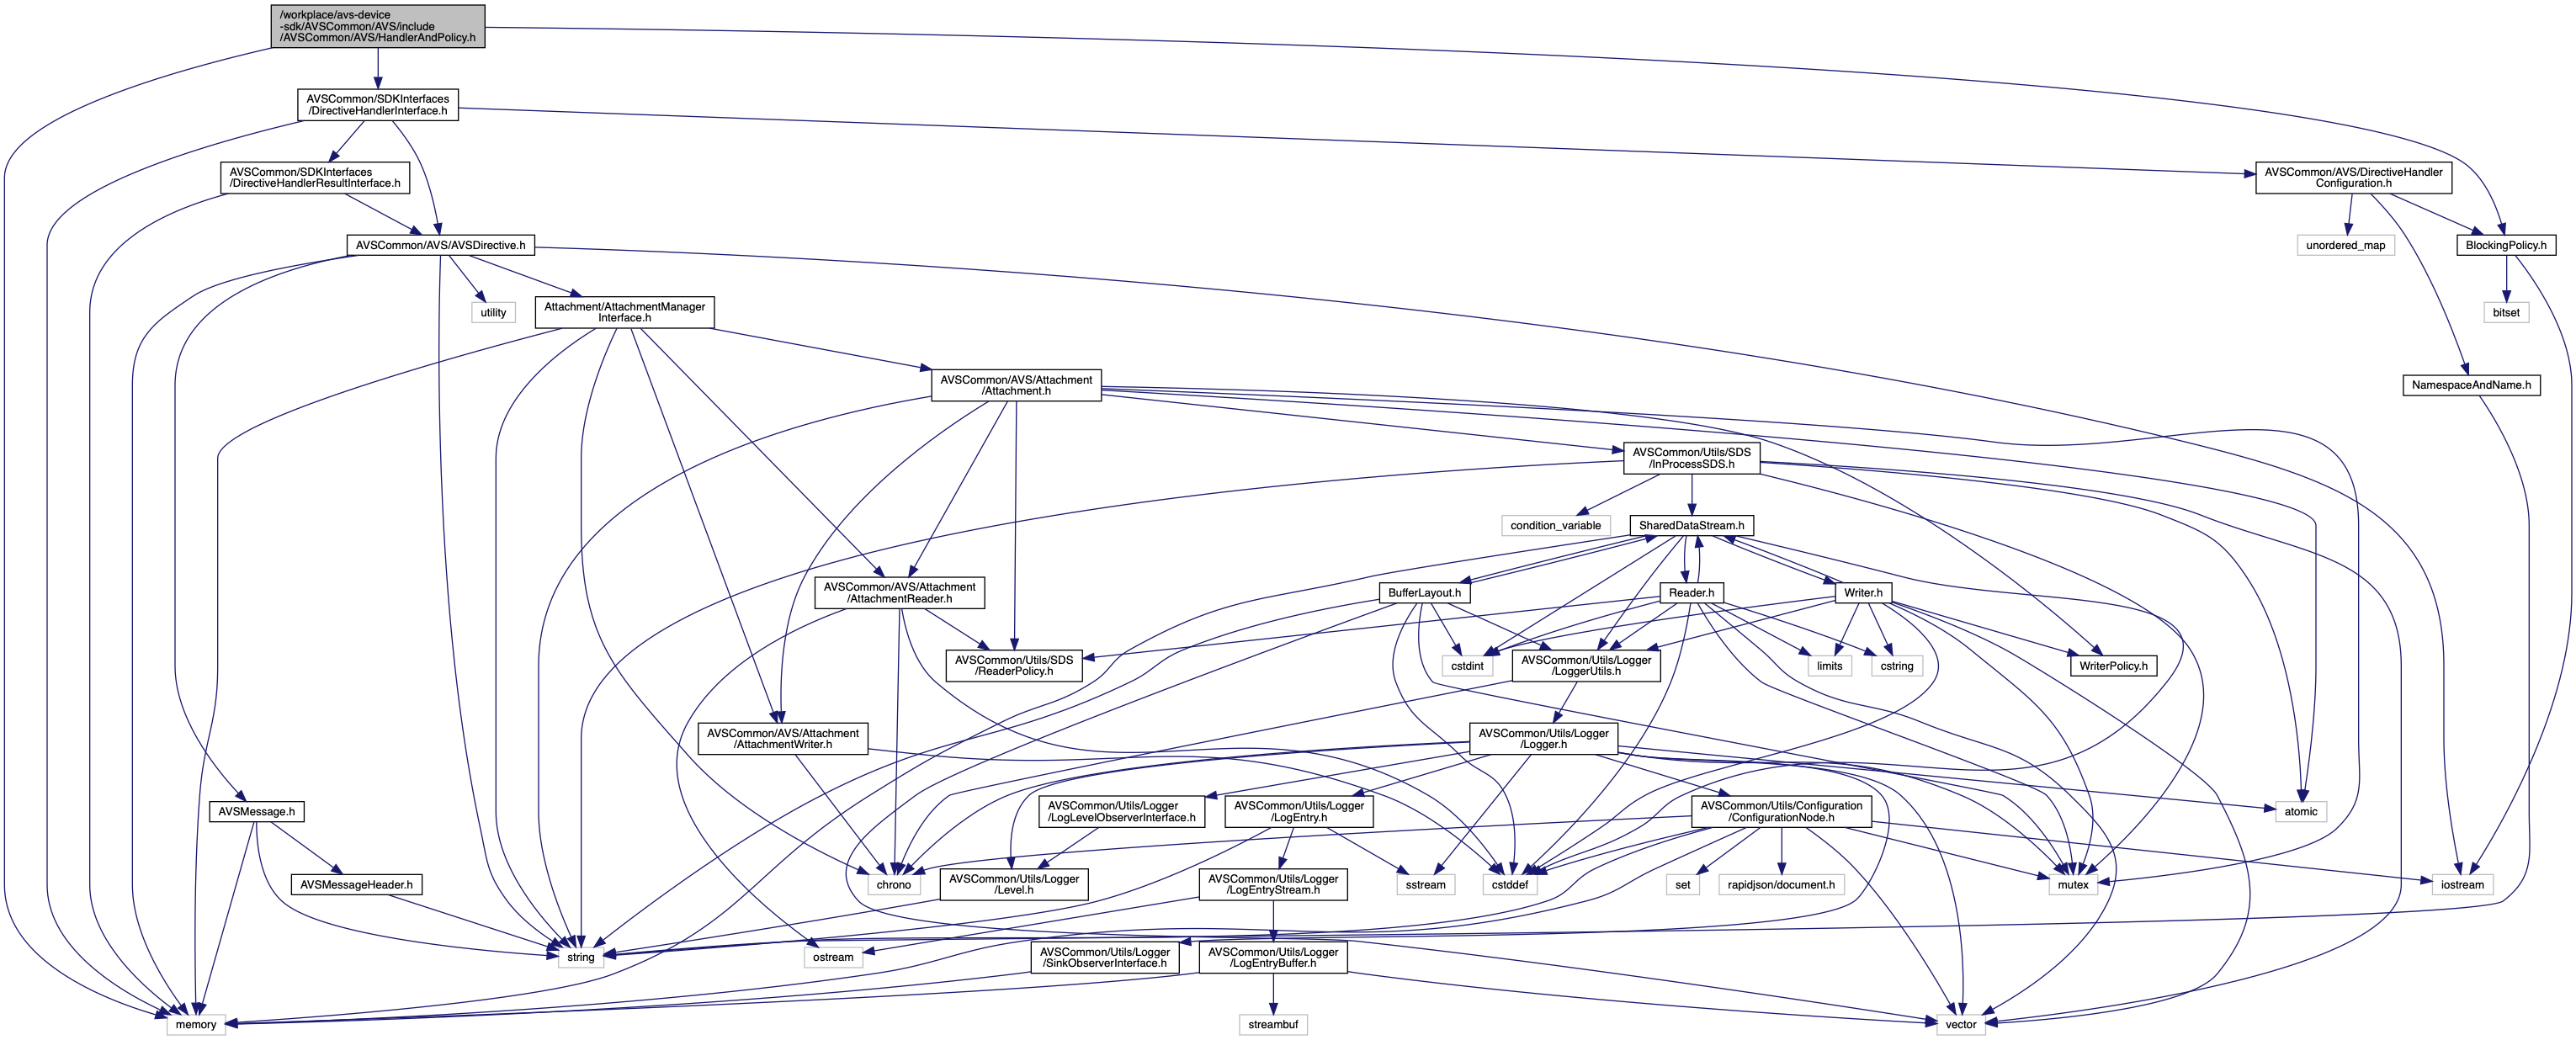 /workplace/avs-device
-sdk/AVSCommon/AVS/include
/AVSCommon/AVS/HandlerAndPolicy.h
AVSCommon/SDKInterfaces
/DirectiveHandlerInterface.h
AVSCommon/SDKInterfaces
/DirectiveHandlerResultInterface.h
AVSCommon/AVS/DirectiveHandler
Configuration.h
AVSCommon/AVS/AVSDirective.h
unordered_map
BlockingPolicy.h
utility
Attachment/AttachmentManager
Interface.h
bitset
AVSCommon/AVS/Attachment
/Attachment.h
NamespaceAndName.h
AVSCommon/Utils/SDS
/InProcessSDS.h
condition_variable
SharedDataStream.h
AVSCommon/AVS/Attachment
/AttachmentReader.h
BufferLayout.h
Reader.h
Writer.h
AVSCommon/Utils/SDS
/ReaderPolicy.h
cstdint
AVSCommon/Utils/Logger
/LoggerUtils.h
limits
cstring
WriterPolicy.h
AVSCommon/AVS/Attachment
/AttachmentWriter.h
AVSCommon/Utils/Logger
/Logger.h
AVSMessage.h
AVSCommon/Utils/Logger
/LogLevelObserverInterface.h
AVSCommon/Utils/Logger
/LogEntry.h
AVSCommon/Utils/Configuration
/ConfigurationNode.h
atomic
AVSMessageHeader.h
chrono
AVSCommon/Utils/Logger
/Level.h
AVSCommon/Utils/Logger
/LogEntryStream.h
sstream
cstddef
set
rapidjson/document.h
mutex
iostream
string
ostream
AVSCommon/Utils/Logger
/SinkObserverInterface.h
AVSCommon/Utils/Logger
/LogEntryBuffer.h
memory
streambuf
vector